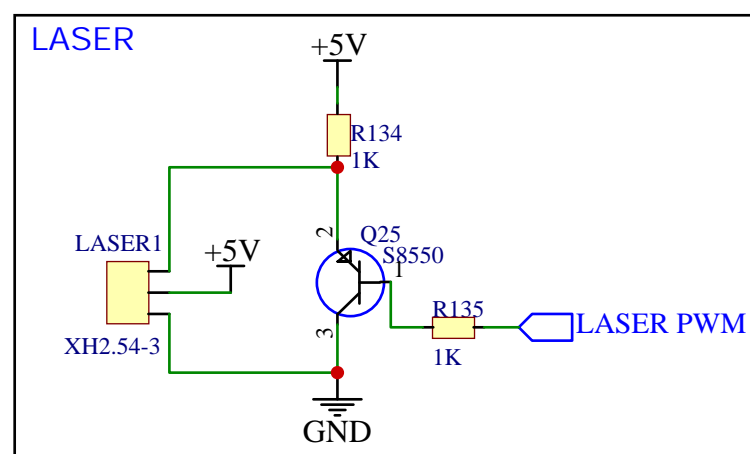 LASER
+5V
R134
1K
LASER1
+5V
2
Q25
S8550
1
R135
LASER PWM
3
XH2.54-3
1K
GND